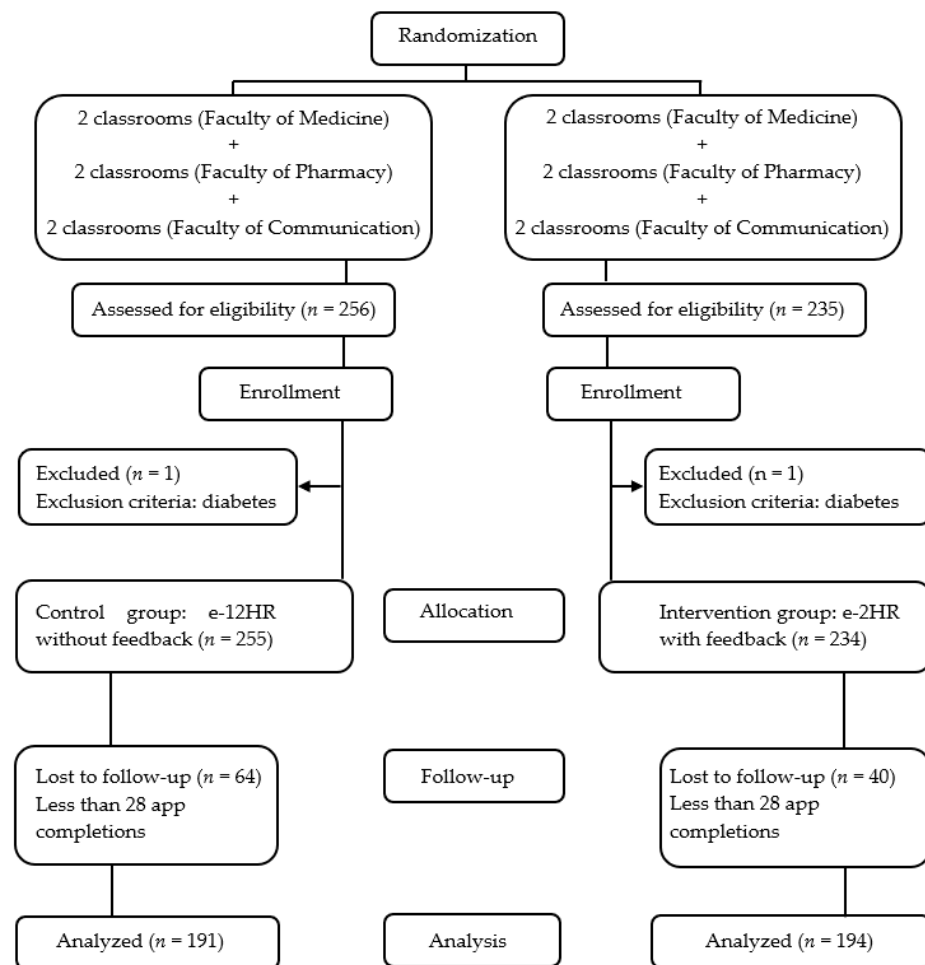 Randomization
2 classrooms (Faculty of Medicine)
+
2 classrooms (Faculty of Pharmacy)
+
2 classrooms (Faculty of Communication)
2 classrooms (Faculty of Medicine)
+
2 classrooms (Faculty of Pharmacy)
+
2 classrooms (Faculty of Communication)
Assessed for eligibility (n = 256)
Assessed for eligibility (n = 235)
Enrollment
Enrollment
Excluded (n = 1)
Exclusion criteria: diabetes
Excluded (n = 1)
Exclusion criteria: diabetes
Control group: e-12HR
without feedback (n = 255)
Allocation
Intervention group: e-2HR
with feedback (n = 234)
Lost to follow-up (n = 64)
Less than 28 app
completions
Follow-up
Lost to follow-up (n = 40)
Less than 28 app
completions
Analyzed (n = 191)
Analysis
Analyzed (n = 194)